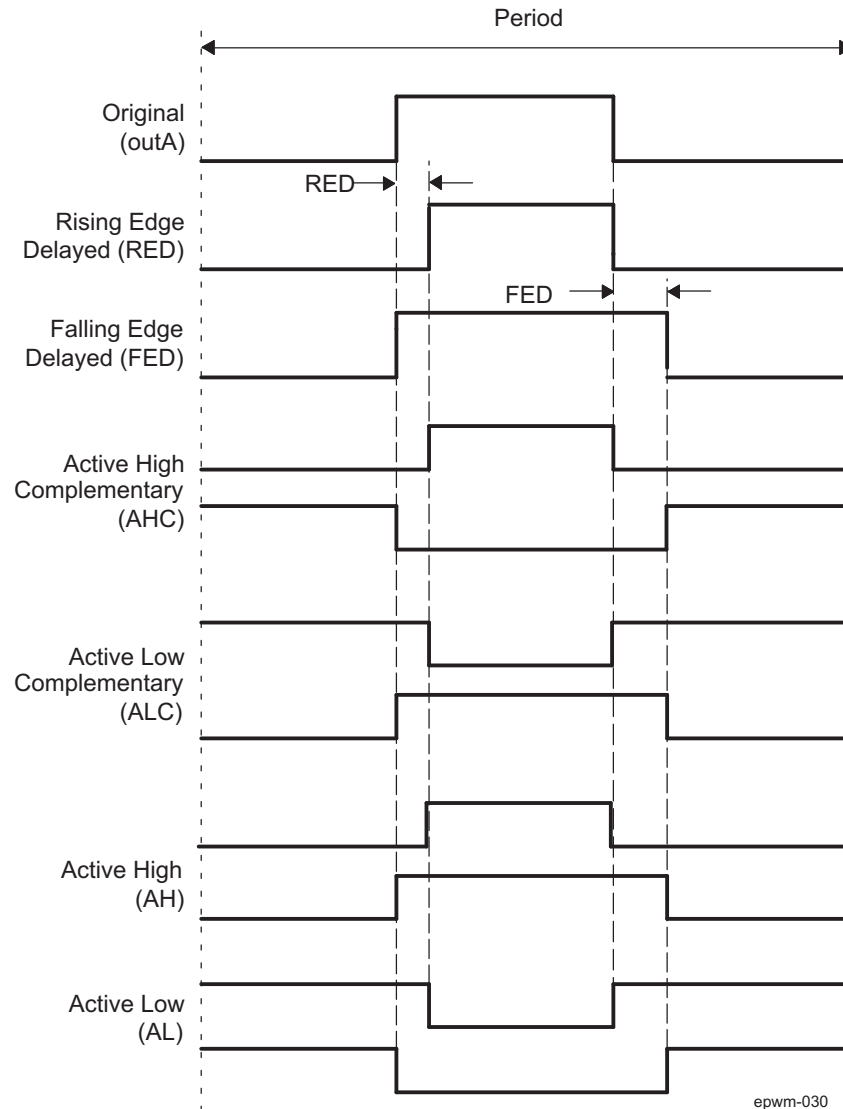 Period
Original
(outA)
RED
Rising Edge
Delayed (RED)
FED
Falling Edge
Delayed (FED)
Active High
Complementary
(AHC)
Active Low
Complementary
(ALC)
Active High
(AH)
Active Low
(AL)
epwm-030